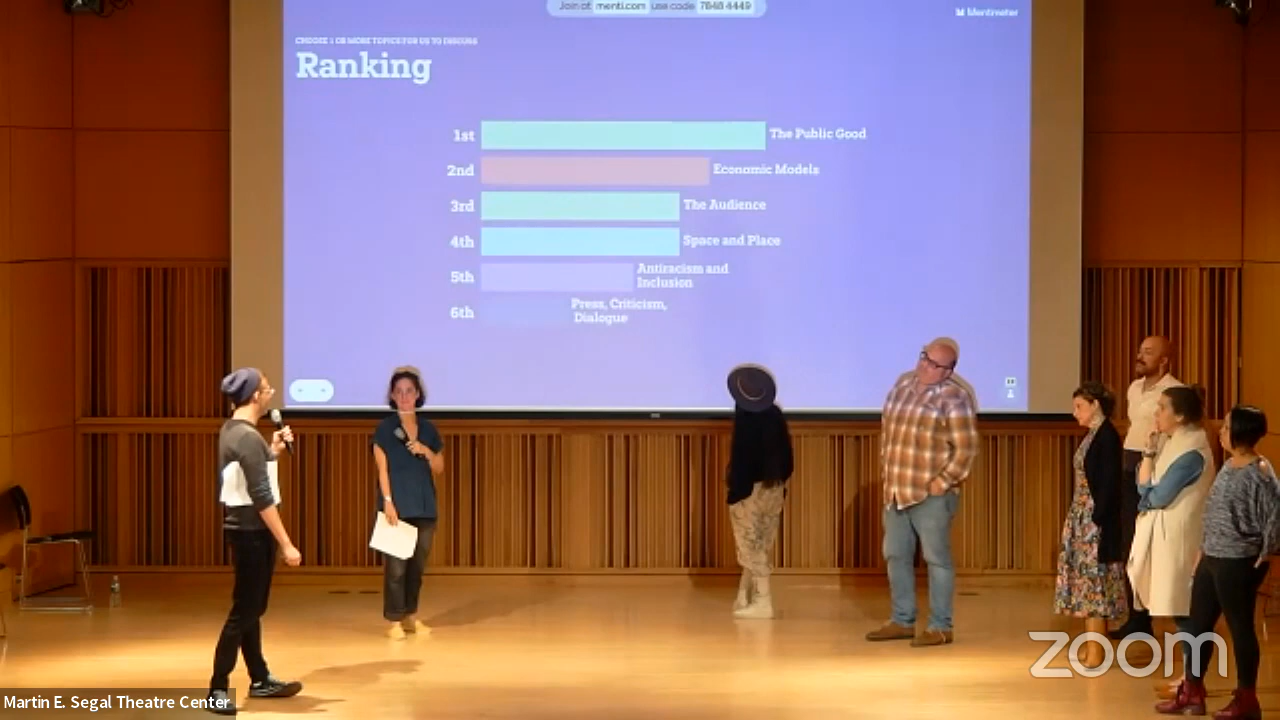 Join at menti.com use code 7848 4449
Mentimeter
CHOOSE 1 OR MORE TOPICS FOR US TO DISCUSS
Ranking
1st The Public Good
2nd Economic Models
3rd The Audience
4th Space and Place
5th Antiracism and
Inclusion
6th Press, Criticism,
Dialogue
zoom
Martin E. Segal Theatre Center